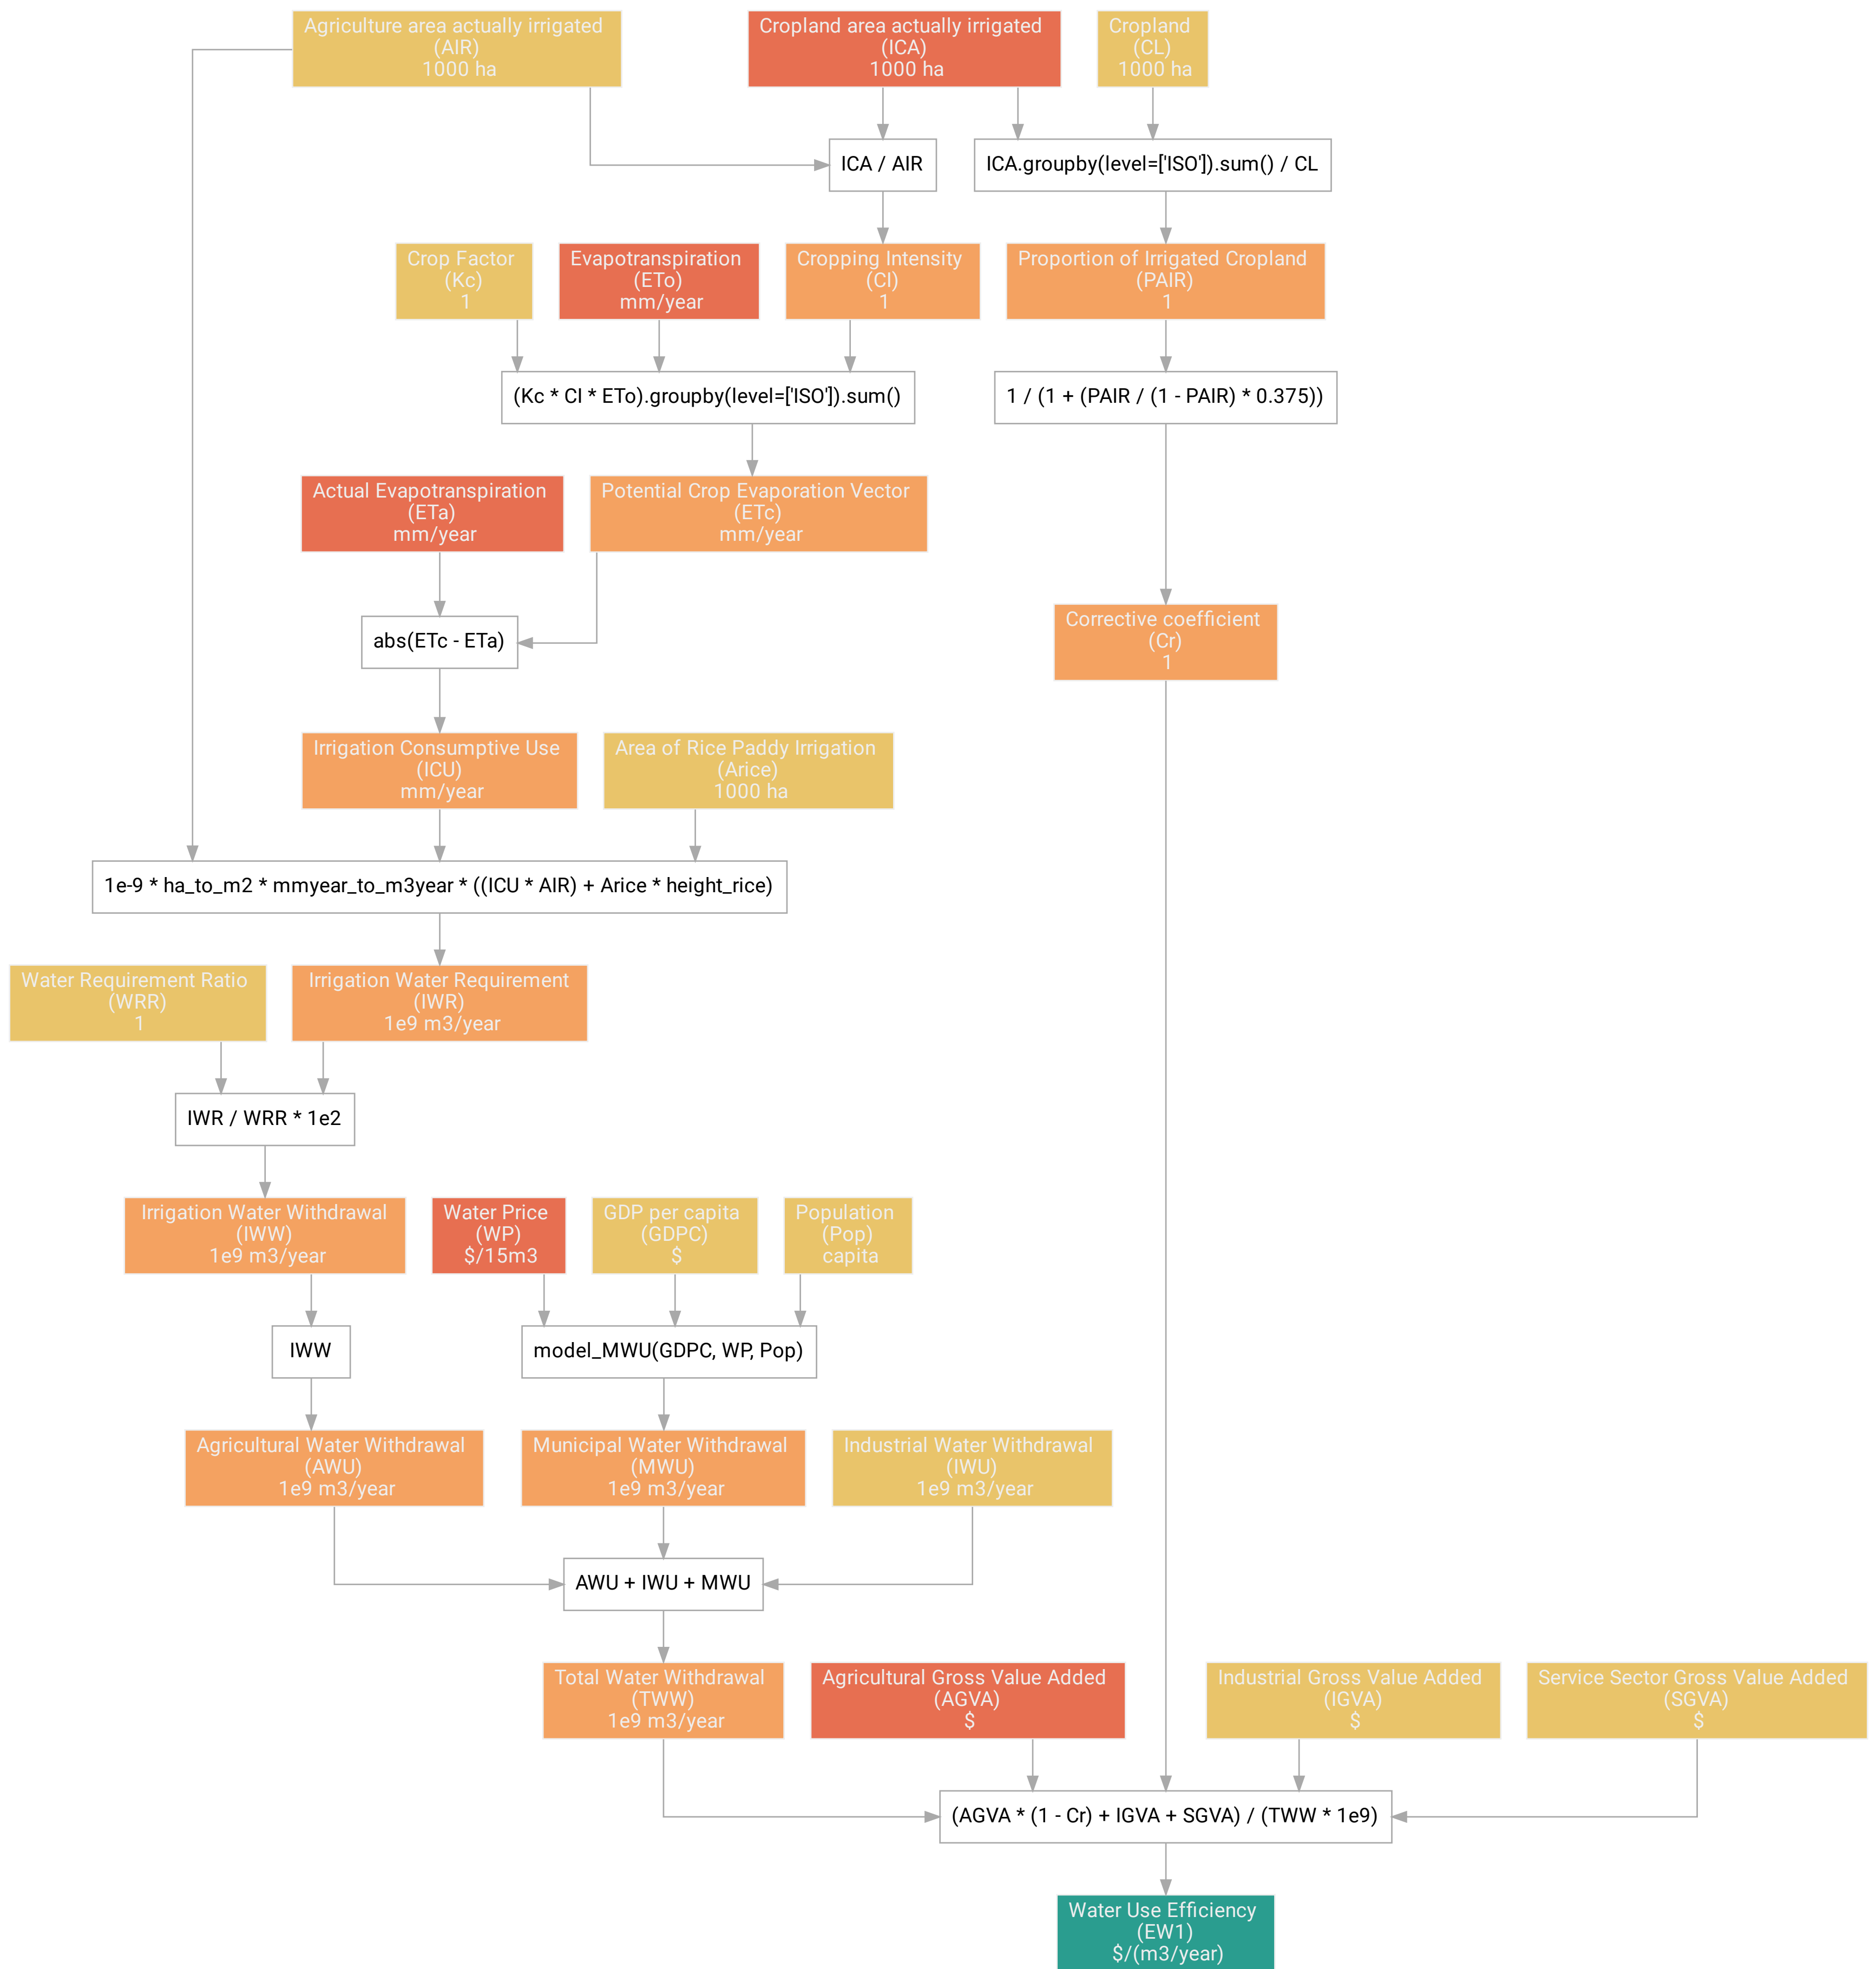 Agriculture area actually irrigated
(AIR)
1000 ha
Cropland area actually irrigated
(ICA)
1000 ha
Cropland
(CL)
1000 ha
ICA / AIR
ICA.groupby(level=['ISO']).sum() / CL
Crop Factor
(Kc)
1
Evapotranspiration
(ETo)
mm/year
Cropping Intensity
(CI)
1
Proportion of Irrigated Cropland
(PAIR)
1
(Kc * CI * ETo).groupby(level=['ISO']).sum()
1 / (1 + (PAIR / (1 - PAIR) * 0.375))
Actual Evapotranspiration
(ETa)
mm/year
Potential Crop Evaporation Vector
(ETc)
mm/year
abs(ETc - ETa)
Corrective coefficient
(Cr)
1
Irrigation Consumptive Use
(ICU)
mm/year
Area of Rice Paddy Irrigation
(Arice)
1000 ha
1e-9 * ha_to_m2 * mmyear_to_m3year * ((ICU * AIR) + Arice * height_rice)
Water Requirement Ratio
(WRR)
1
Irrigation Water Requirement
(IWR)
1e9 m3/year
IWR / WRR * 1e2
Irrigation Water Withdrawal
(IWW)
1e9 m3/year
Water Price
(WP)
$/15m3
GDP per capita
(GDPC)
$
Population
(Pop)
capita
IWW
model_MWU(GDPC, WP, Pop)
Agricultural Water Withdrawal
(AWU)
1e9 m3/year
Municipal Water Withdrawal
(MWU)
1e9 m3/year
Industrial Water Withdrawal
(IWU)
1e9 m3/year
AWU + IWU + MWU
Total Water Withdrawal
(TWW)
1e9 m3/year
Agricultural Gross Value Added
(AGVA)
$
Industrial Gross Value Added
(IGVA)
$
Service Sector Gross Value Added
(SGVA)
$
(AGVA * (1 - Cr) + IGVA + SGVA) / (TWW * 1e9)
Water Use Efficiency
(EW1)
$/(m3/year)